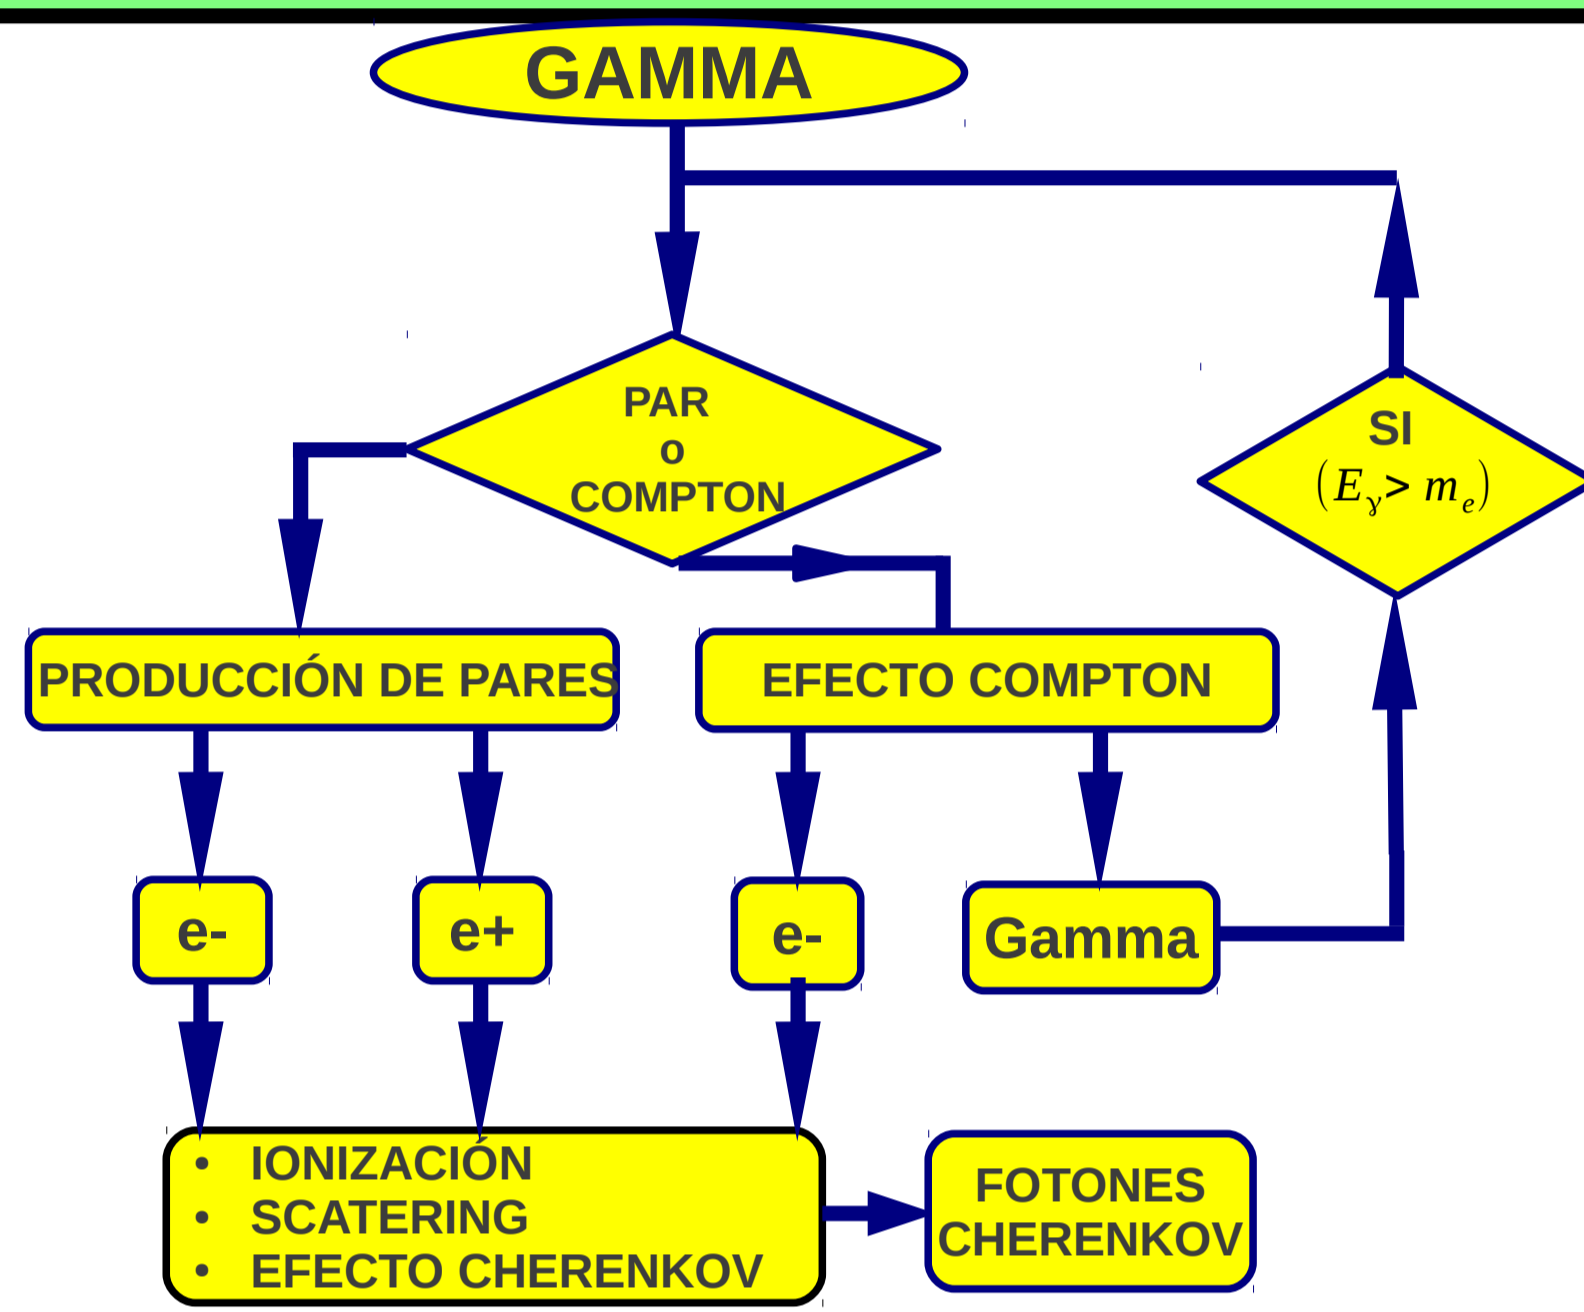 GAMMA
PAR
o
COMPTON
SI
(Eγ> me)
PRODUCCIÓN DE PARES
EFECTO COMPTON
e-
e+
e-
Gamma
• IONIZACIÓN
• SCATERING
• EFECTO CHERENKOV
FOTONES
CHERENKOV